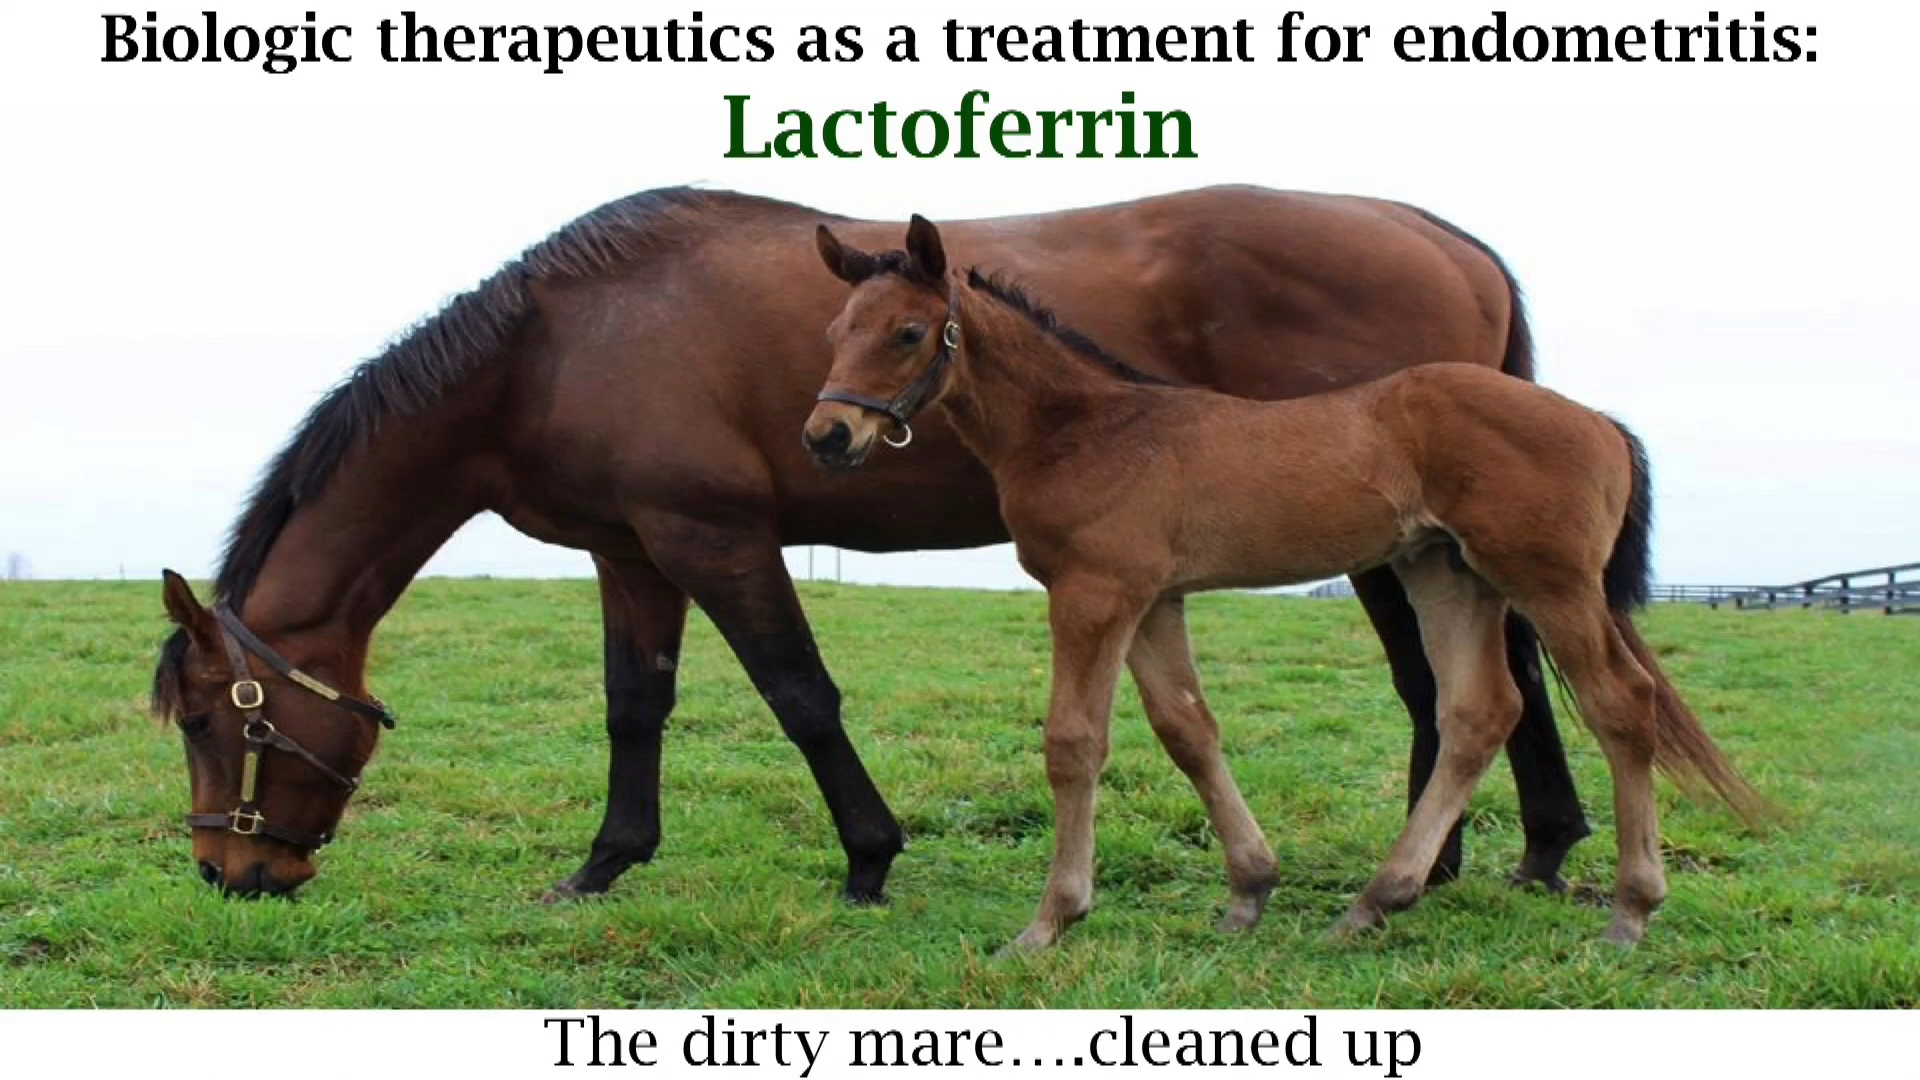 Biologic therapeutics as a treatment for endometritis:
Lactoferrin
The dirty mare….cleaned up